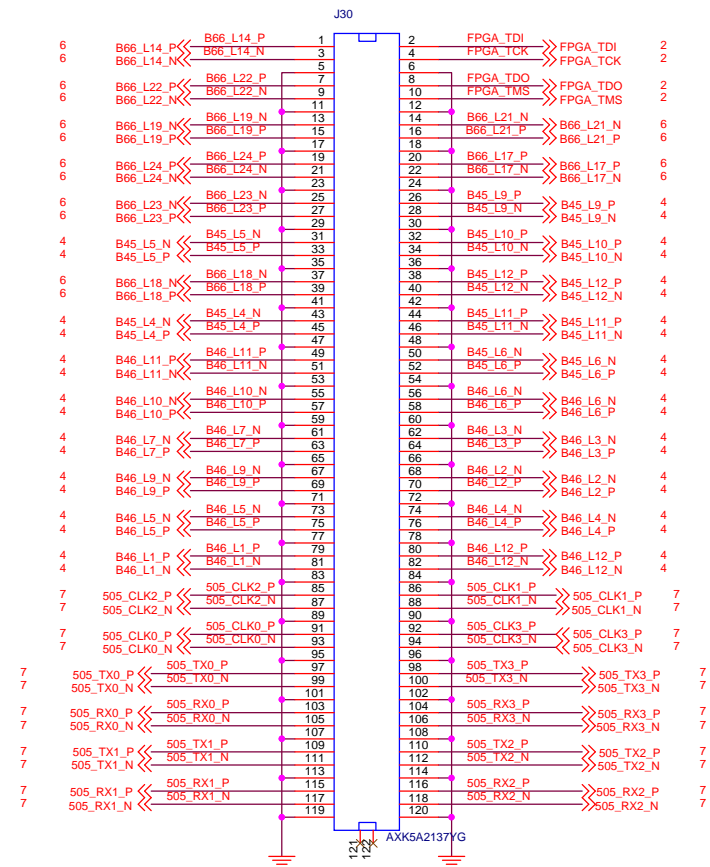 J30
B66_L14_P 1 2 FPGA_TDI
6 B66_L14_P B66_L14_N 3 4 FPGA_TCK FPGA_TDI 2
6 B66_L14_N 5 6 FPGA_TCK 2
B66_L22_P 7 8 FPGA_TDO
6 B66_L22_P B66_L22_N 9 10 FPGA_TMS FPGA_TDO 2
6 B66_L22_N 11 12 FPGA_TMS 2
B66_L19_N 13 14 B66_L21_N
6 B66_L19_N B66_L19_P 15 16 B66_L21_P B66_L21_N 6
6 B66_L19_P 17 18 B66_L21_P 6
B66_L24_P 19 20 B66_L17_P
6 B66_L24_P B66_L24_N 21 22 B66_L17_N B66_L17_P 6
6 B66_L24_N 23 24 B66_L17_N 6
B66_L23_N 25 26 B45_L9_P
6 B66_L23_N B66_L23_P 27 28 B45_L9_N B45_L9_P 4
6 B66_L23_P 29 30 B45_L9_N 4
B45_L5_N 31 32 B45_L10_P
4 B45_L5_N B45_L5_P 33 34 B45_L10_N B45_L10_P 4
4 B45_L5_P 35 36 B45_L10_N 4
B66_L18_N 37 38 B45_L12_P
6 B66_L18_N B66_L18_P 39 40 B45_L12_N B45_L12_P 4
6 B66_L18_P 41 42 B45_L12_N 4
B45_L4_N 43 44 B45_L11_P
4 B45_L4_N B45_L4_P 45 46 B45_L11_N B45_L11_P 4
4 B45_L4_P 47 48 B45_L11_N 4
B46_L11_P 49 50 B45_L6_N
4 B46_L11_P B46_L11_N 51 52 B45_L6_P B45_L6_N 4
4 B46_L11_N 53 54 B45_L6_P 4
B46_L10_N 55 56 B46_L6_N
4 B46_L10_N B46_L10_P 57 58 B46_L6_P B46_L6_N 4
4 B46_L10_P 59 60 B46_L6_P 4
B46_L7_N 61 62 B46_L3_N
4 B46_L7_N B46_L7_P 63 64 B46_L3_P B46_L3_N 4
4 B46_L7_P 65 66 B46_L3_P 4
B46_L9_N 67 68 B46_L2_N
4 B46_L9_N B46_L9_P 69 70 B46_L2_P B46_L2_N 4
4 B46_L9_P 71 72 B46_L2_P 4
B46_L5_N 73 74 B46_L4_N
4 B46_L5_N B46_L5_P 75 76 B46_L4_P B46_L4_N 4
4 B46_L5_P 77 78 B46_L4_P 4
B46_L1_P 79 80 B46_L12_P
4 B46_L1_P B46_L1_N 81 82 B46_L12_N B46_L12_P 4
4 B46_L1_N 83 84 B46_L12_N 4
505_CLK2_P 85 86 505_CLK1_P
7 505_CLK2_P 505_CLK2_N 87 88 505_CLK1_N 505_CLK1_P 7
7 505_CLK2_N 89 90 505_CLK1_N 7
505_CLK0_P 91 92 505_CLK3_P
7 505_CLK0_P 505_CLK0_N 93 94 505_CLK3_N 505_CLK3_P 7
7 505_CLK0_N 95 96 505_CLK3_N 7
505_TX0_P 97 98 505_TX3_P
7 505_TX0_P 505_TX0_N 99 100 505_TX3_N 505_TX3_P 7
7 505_TX0_N 101 102 505_TX3_N 7
505_RX0_P 103 104 505_RX3_P
7 505_RX0_P 505_RX0_N 105 106 505_RX3_N 505_RX3_P 7
7 505_RX0_N 107 108 505_RX3_N 7
505_TX1_P 109 110 505_TX2_P
7 505_TX1_P 505_TX1_N 111 112 505_TX2_N 505_TX2_P 7
7 505_TX1_N 113 114 505_TX2_N 7
505_RX1_P 115 116 505_RX2_P
7 505_RX1_P 505_RX1_N 117 118 505_RX2_N 505_RX2_P 7
7 505_RX1_N 119 120 505_RX2_N 7
AXK5A2137YG
121 122